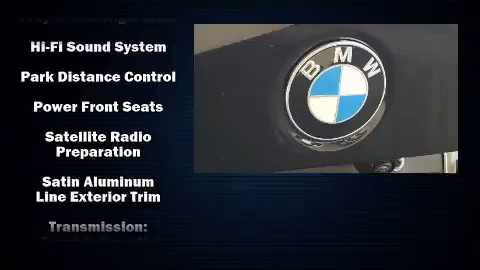 Hi-Fi Sound System
Park Distance Control
Power Front Seats
Satellite Radio
Preparation
Satin Aluminum
Line Exterior Trim
Transmission:
BMW